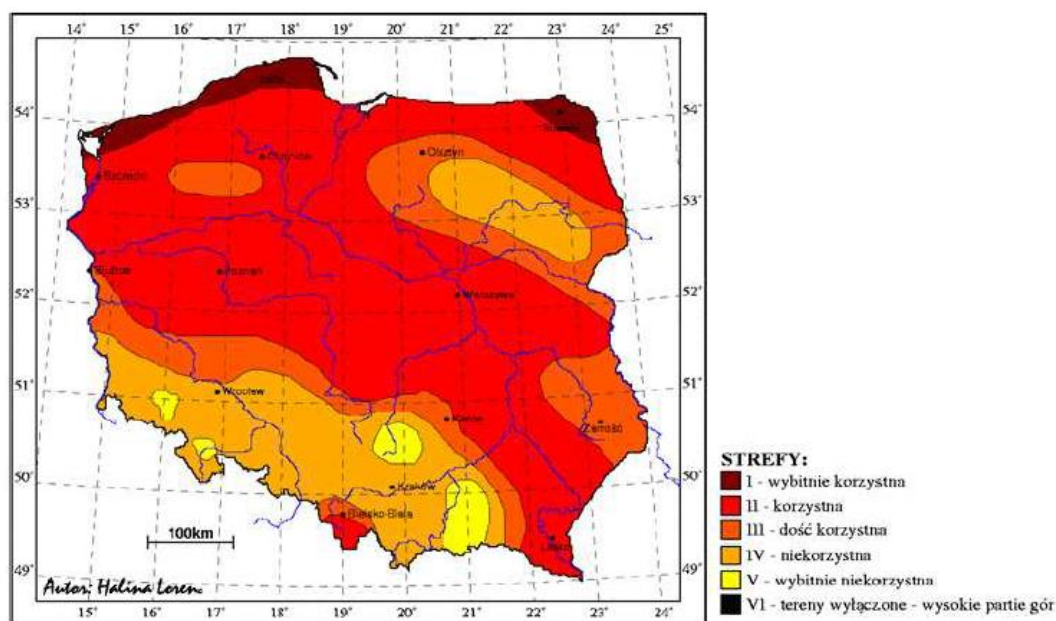 14° 15° 16° 17° 18° 19° 20° 21° 22° 23° 24° 25°
54° 54°
Olsztyn
Szczecin
53° 53°
Poznań
52° Warszawa 52°
51° Wrocław Kielce 51°
Zamość
50° Kraków 50°
Bielsko-Biała
100km
49° 49°
Autor: Halina Lorenc
15° 16° 17° 18° 19° 20° 21° 22° 23° 24°
STREFY:
I - wybitnie korzystna
II - korzystna
III - dość korzystna
IV - niekorzystna
V - wybitnie niekorzystna
VI - tereny wyłączone - wysokie partie gór